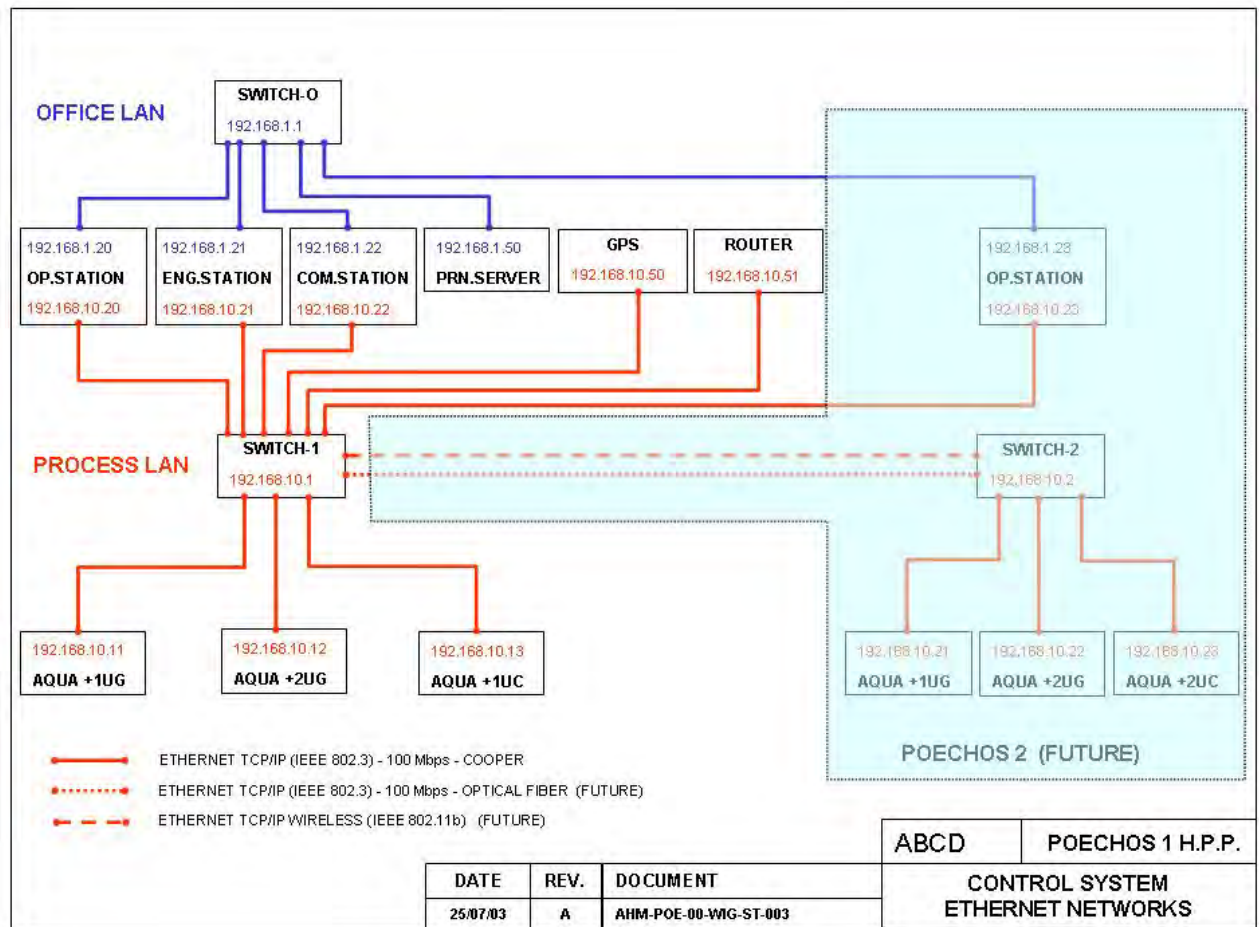 OFFICE LAN
SWITCH-O
192.168.1.1
192.168.1.20
OP.STATION
192.168.10.20
192.168.1.21
ENG.STATION
192.168.10.21
192.168.1.22
COM.STATION
192.168.10.22
192.168.1.50
PRN.SERVER
GPS
192.168.10.50
ROUTER
192.168.10.51
192.168.1.23
OP.STATION
192.168.10.23
PROCESS LAN
SWITCH-1
192.168.10.1
SWITCH-2
192.168.10.2
192.168.10.11
AQUA +1UG
192.168.10.12
AQUA +2UG
192.168.10.13
AQUA +1UC
192.168.10.21
AQUA +1UG
192.168.10.22
AQUA +2UG
192.168.10.23
AQUA +2UC
POECHOS 2 (FUTURE)
ETHERNET TCP/IP (IEEE 802.3) - 100 Mbps - COOPER
ETHERNET TCP/IP (IEEE 802.3) - 100 Mbps - OPTICAL FIBER (FUTURE)
ETHERNET TCP/IP WIRELESS (IEEE 802.11b) (FUTURE)
ABCD
POECHOS 1 H.P.P.
DATE
REV.
DOCUMENT
25/07/03
A
AHM-POE-00-WIG-ST-003
CONTROL SYSTEM
ETHERNET NETWORKS